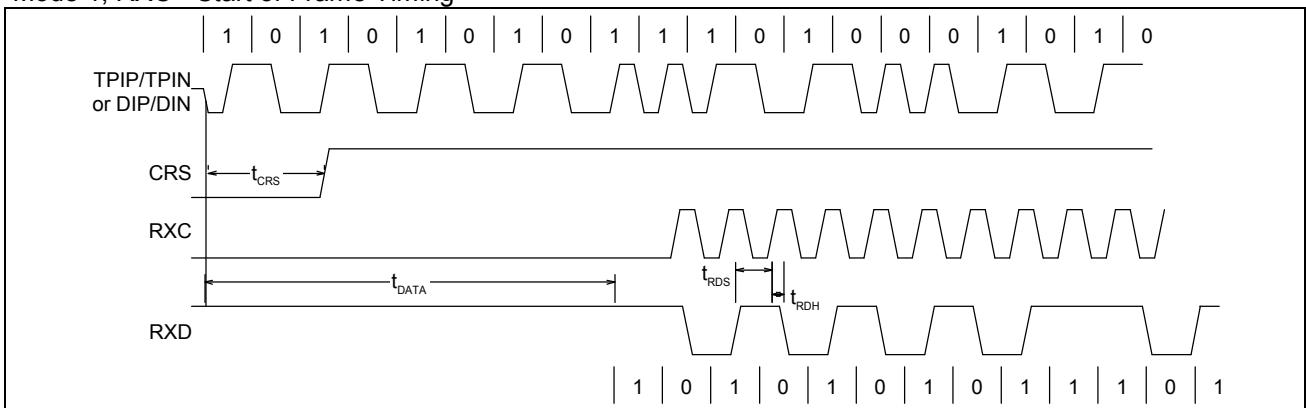 Mode 1, Start of Frame Timing
1 0 1 0 1 0 1 0 1 1 1 0 1 0 0 0 1 0 1 0
TPIP/TPIN
or DIP/DIN
CRS
tCRS
RXC
tDATA
tRDS
tRDH
RXD
1 0 1 0 1 0 1 0 1 1 1 0 1